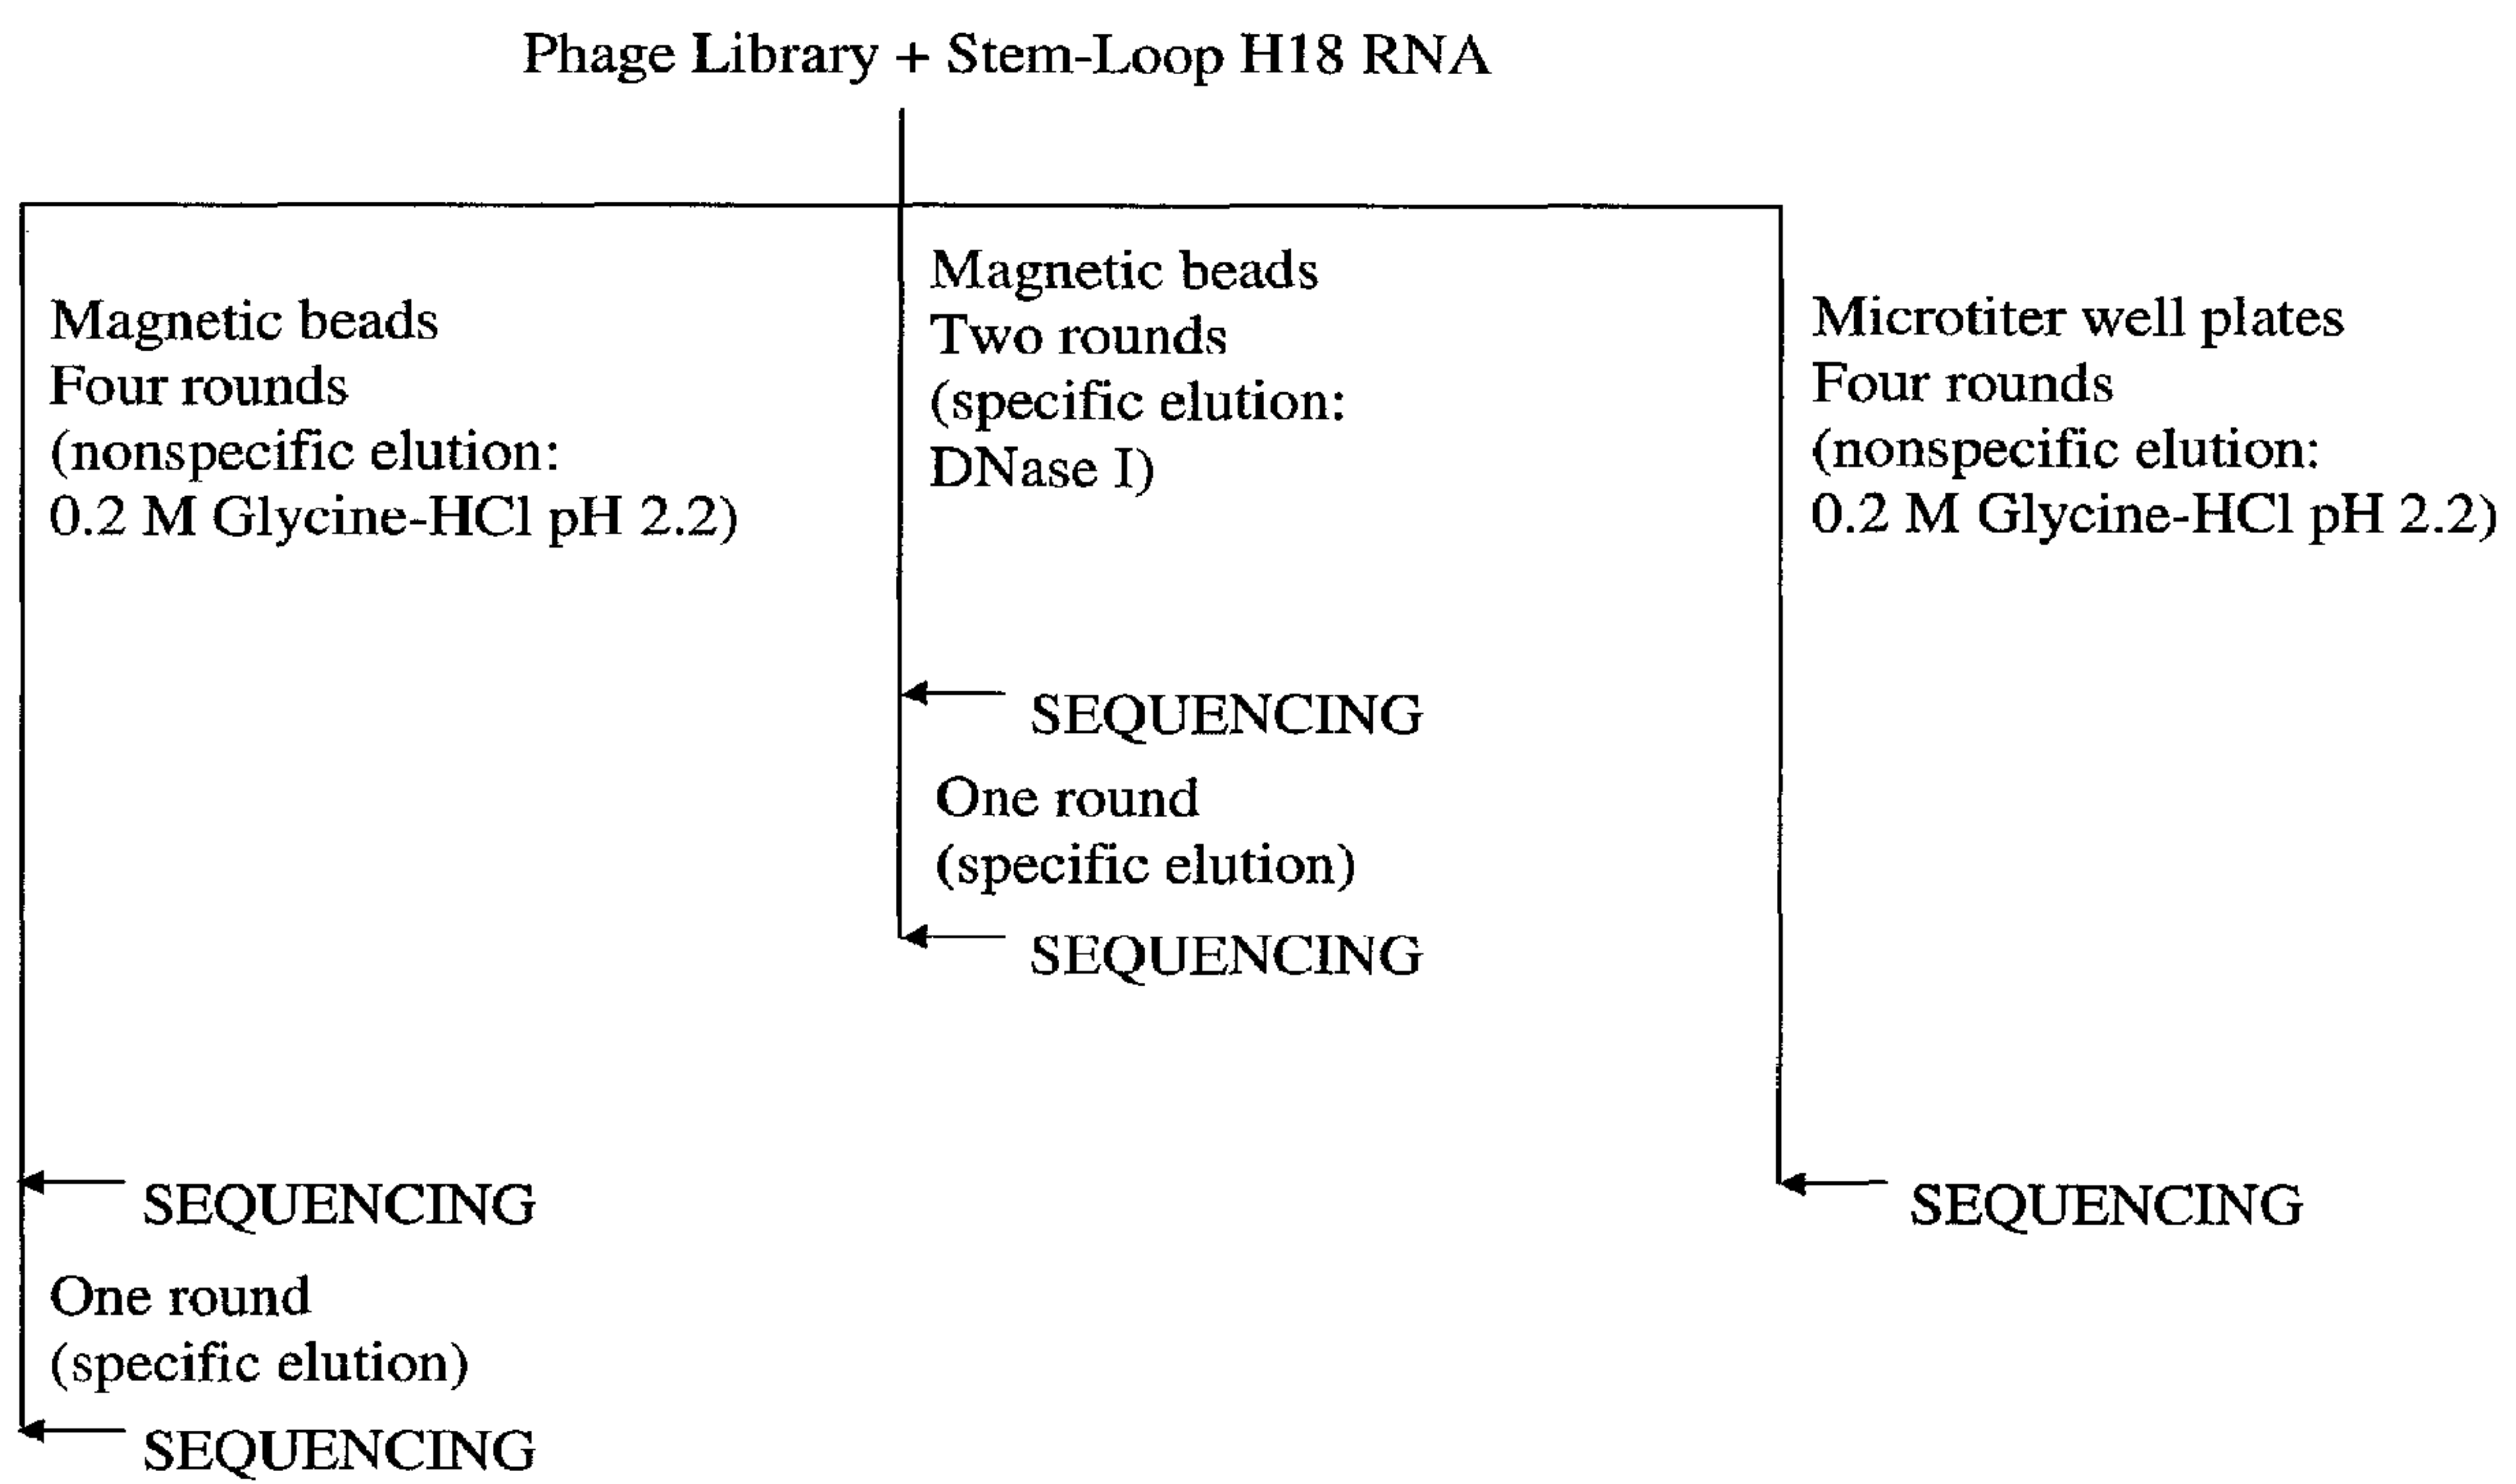 Phage Library + Stem-Loop H18 RNA
Magnetic beads
Four rounds
(nonspecific elution:
0.2 M Glycine-HCl pH 2.2)
SEQUENCING
One round
(specific elution)
SEQUENCING
Magnetic beads
Two rounds
(specific elution:
DNase I)
SEQUENCING
One round
(specific elution)
SEQUENCING
Microtiter well plates
Four rounds
(nonspecific elution:
0.2 M Glycine-HCl pH 2.2)
SEQUENCING